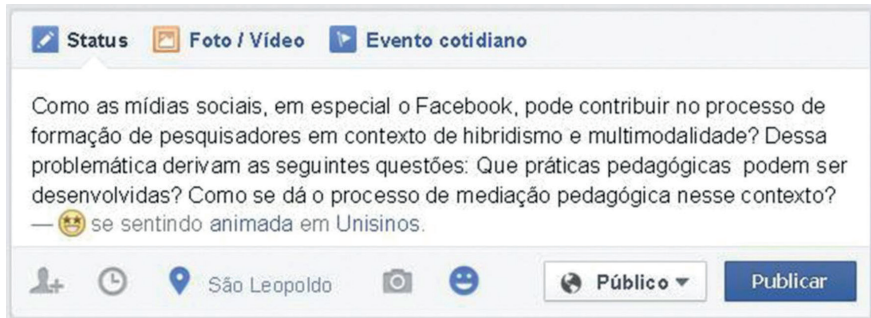 Status Foto / Vídeo Evento cotidiano
Como as mídias sociais, em especial o Facebook, pode contribuir no processo de
formação de pesquisadores em contexto de hibridismo e multimodalidade? Dessa
problemática derivam as seguintes questões: Que práticas pedagógicas podem ser
desenvolvidas? Como se dá o processo de mediação pedagógica nesse contexto?
— se sentindo animada em Unisinos.
São Leopoldo Público Publicar